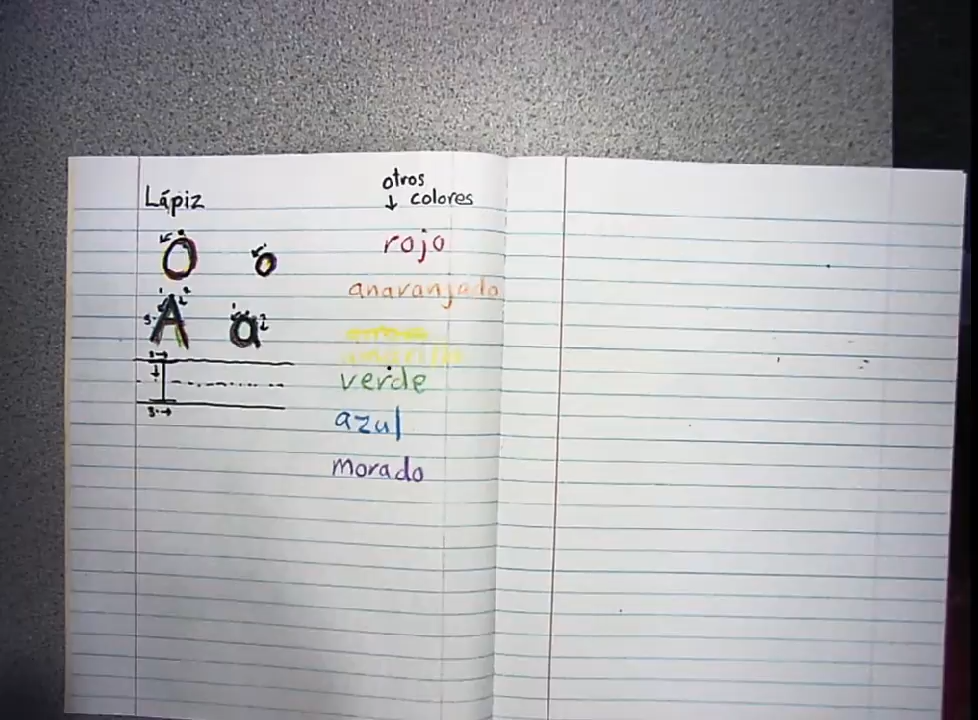 Lápiz
otros
↓ colores
O o
rojo
anaranjado
A a
verde
azul
morado